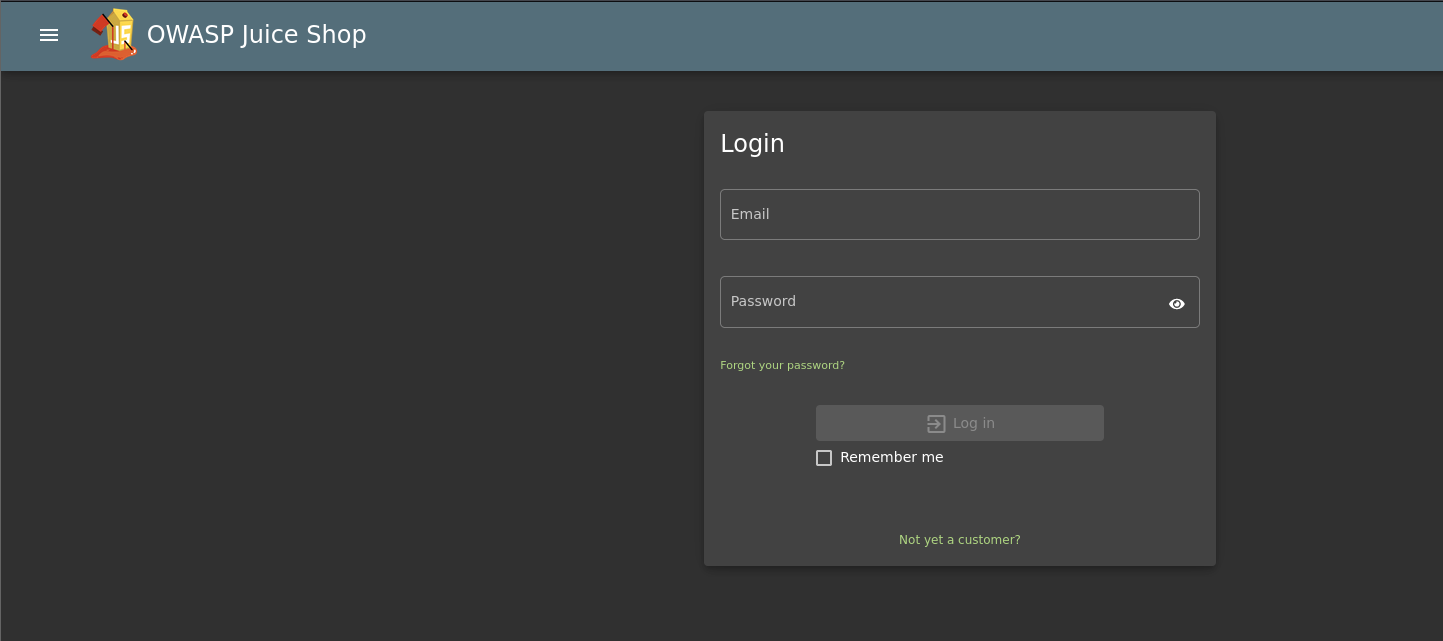 OWASP Juice Shop
Login
Email
Password
Forgot your password?
Log in
Remember me
Not yet a customer?